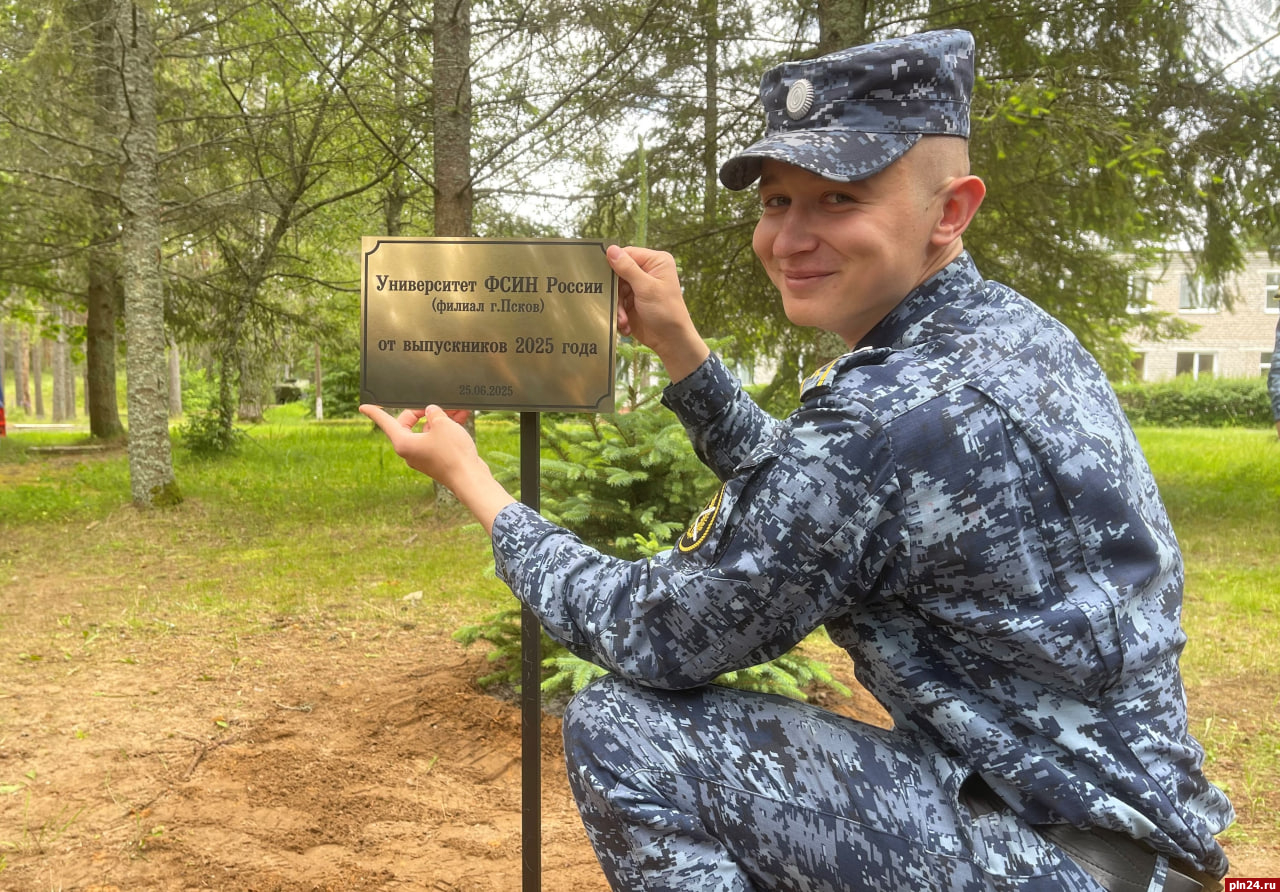 Университет ФСИН России
(филиал г.Псков)
от выпускников 2025 года
25.06.2025
pln24.ru